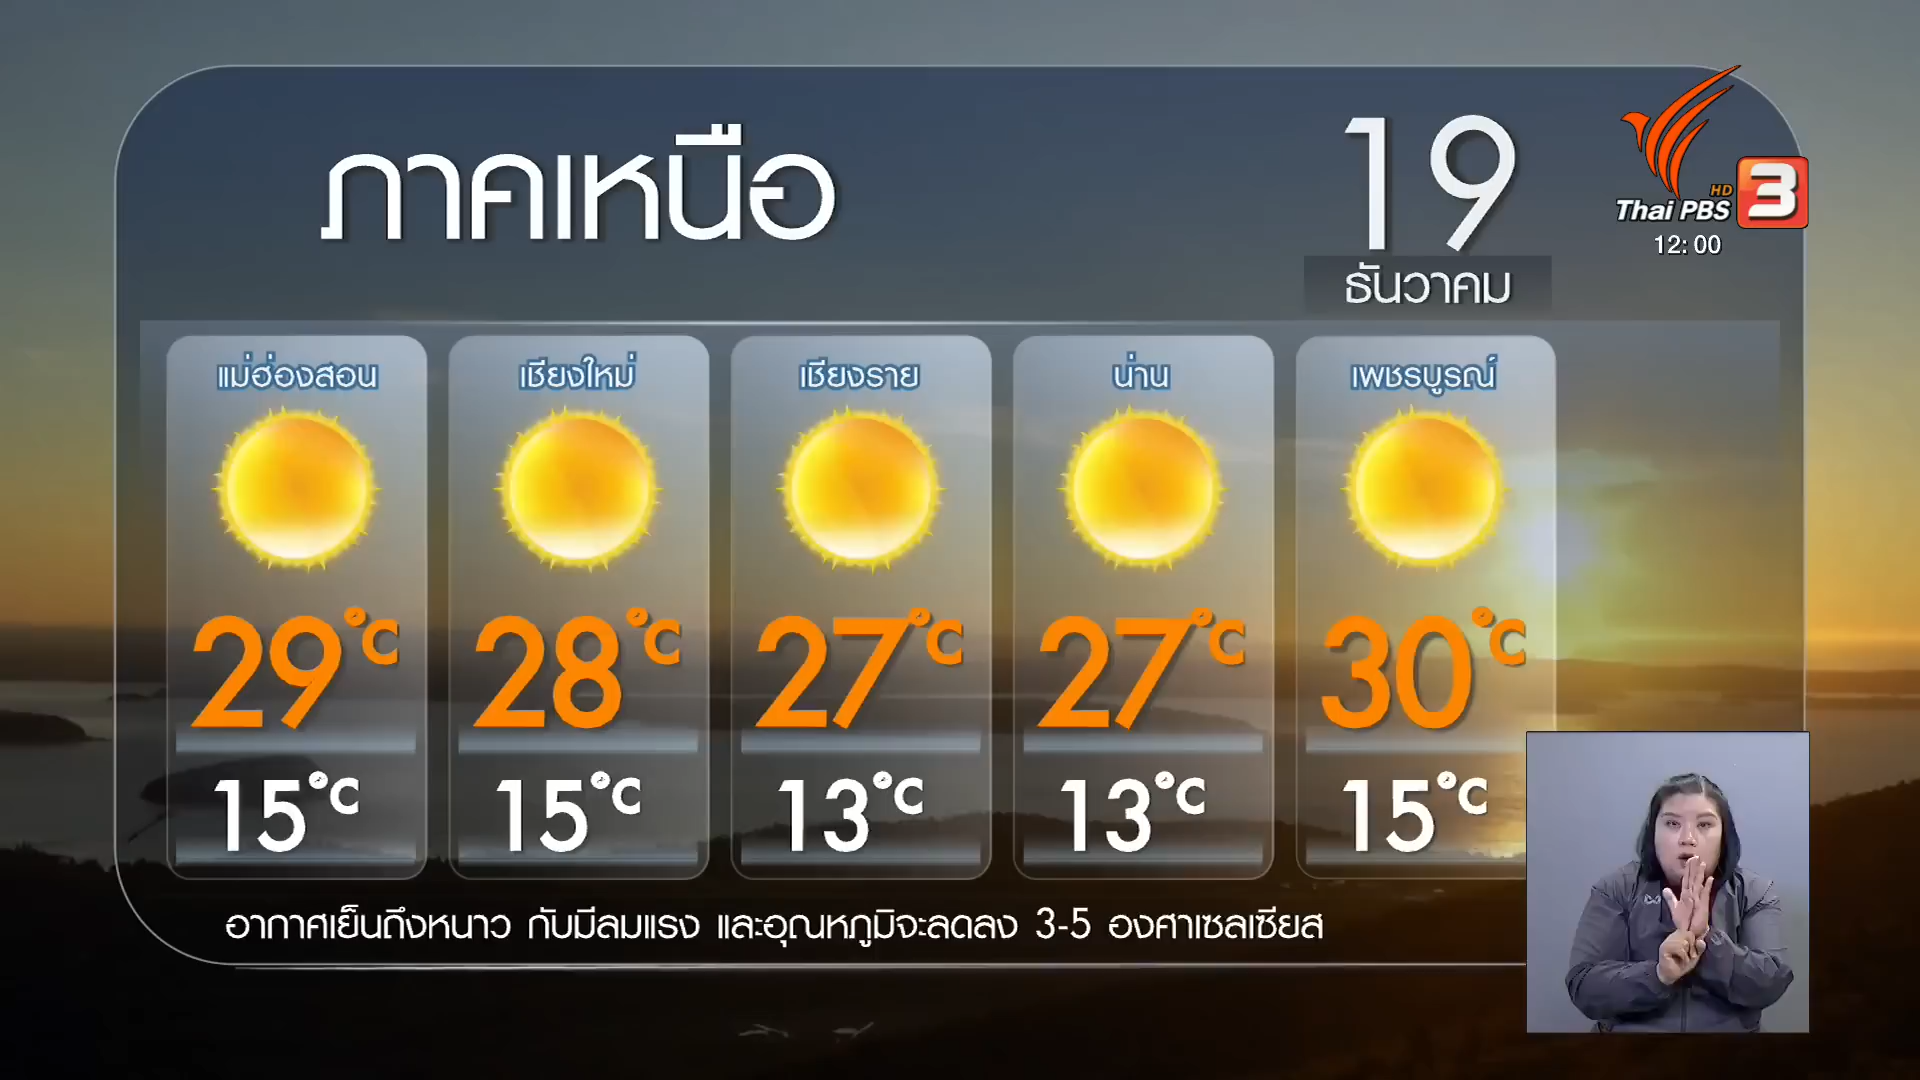 ภาคเหนือ
19
ธันวาคม
HD
Thai PBS 3
12:00
แม่ฮ่องสอน
29°C
15°C
เชียงใหม่
28°C
15°C
เชียงราย
27°C
13°C
น่าน
27°C
13°C
เพชรบูรณ์
30°C
15°C
อากาศเย็นถึงหนาว กับมีลมแรง และอุณหภูมิจะลดลง 3-5 องศาเซลเซียส